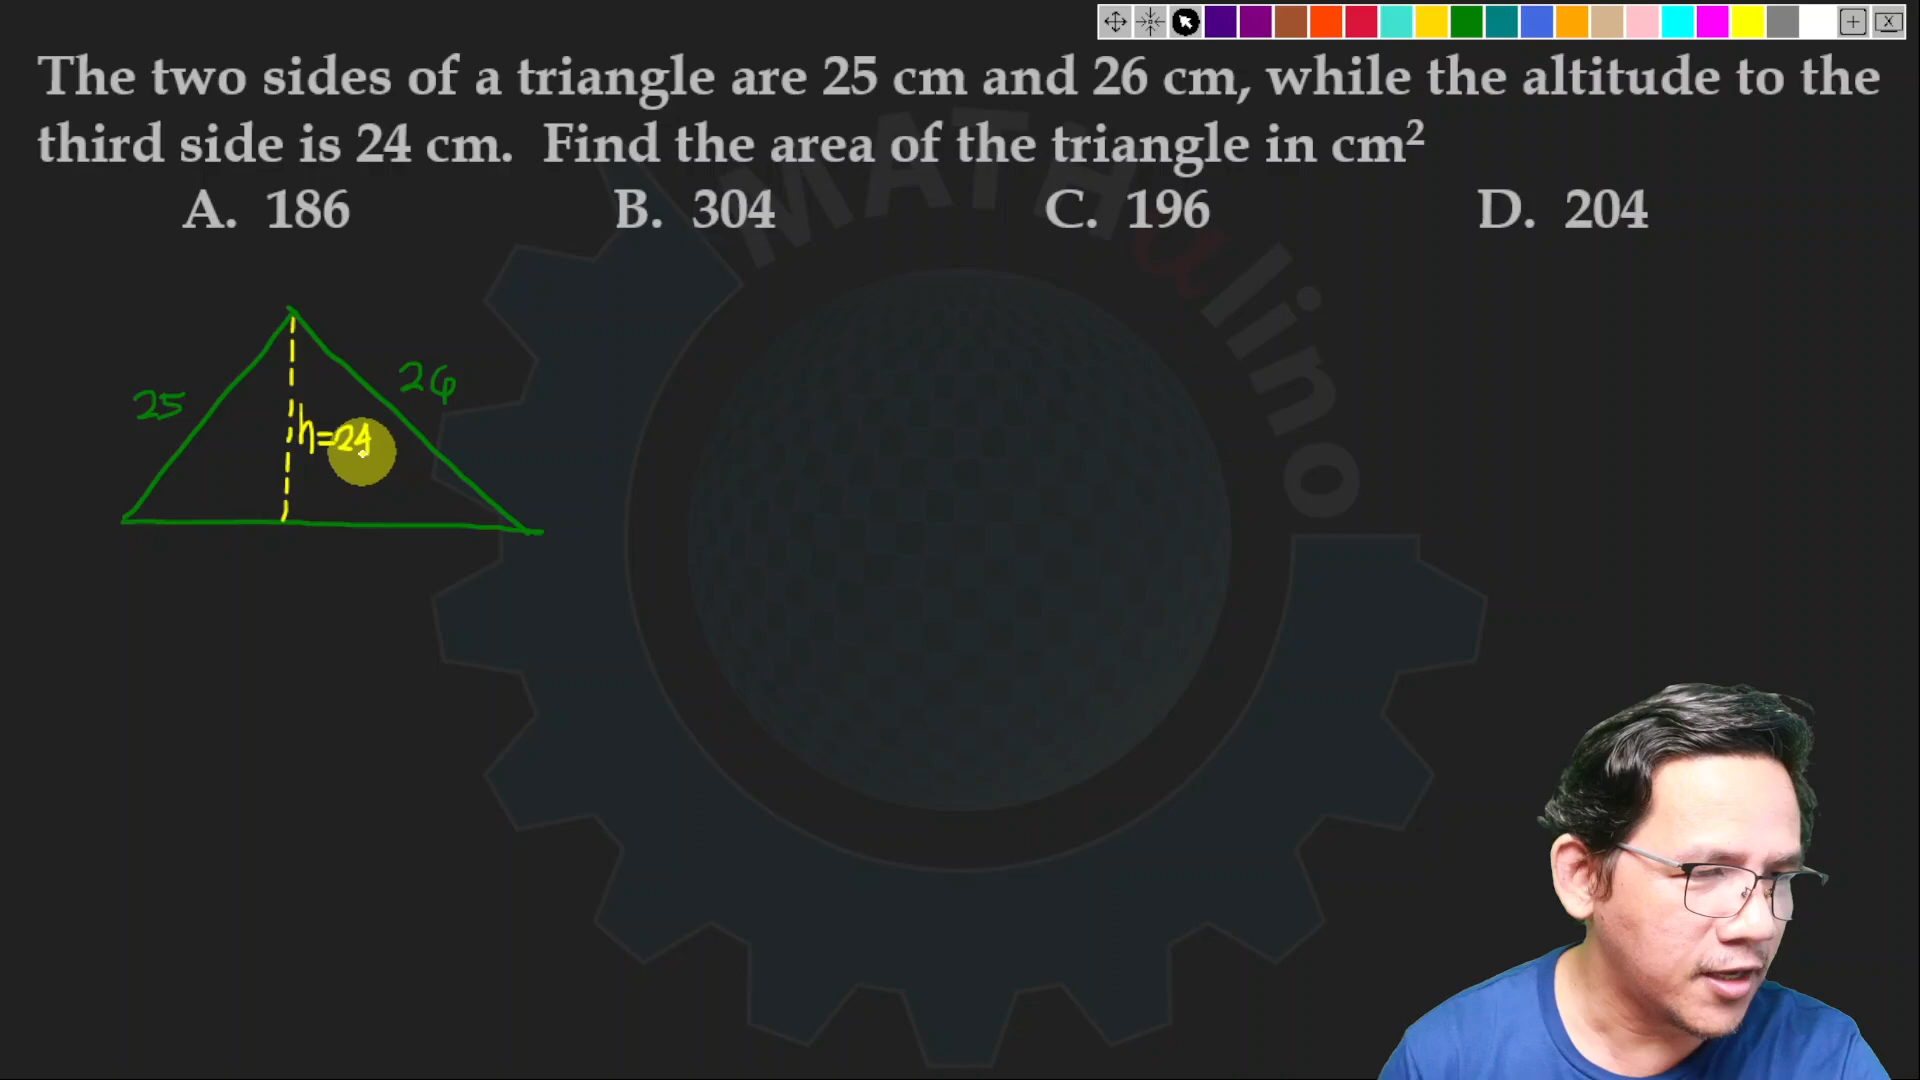 The two sides of a triangle are 25 cm and 26 cm, while the altitude to the
third side is 24 cm. Find the area of the triangle in cm²
A. 186 B. 304 C. 196 D. 204
MATHalino
25
26
h=24